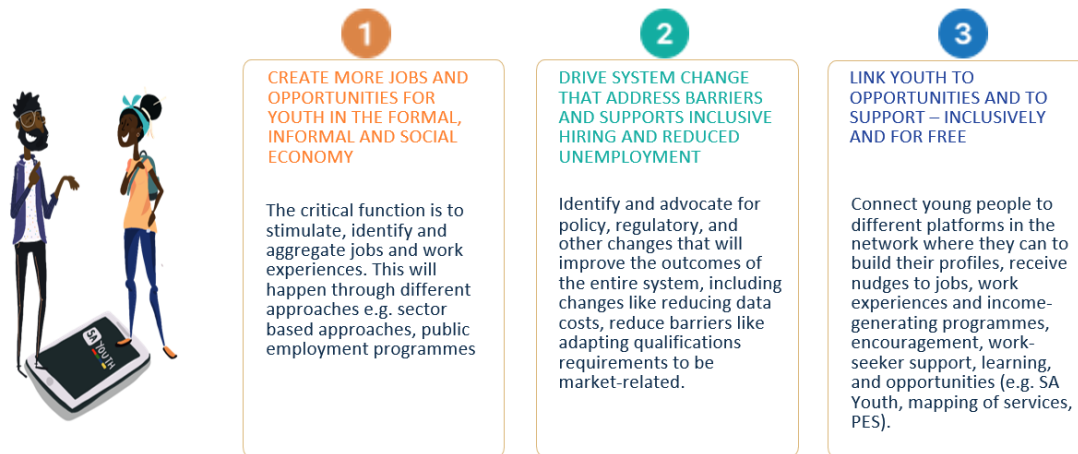 1
CREATE MORE JOBS AND
OPPORTUNITIES FOR
YOUTH IN THE FORMAL,
INFORMAL AND SOCIAL
ECONOMY
The critical function is to
stimulate, identify and
aggregate jobs and work
experiences. This will
happen through different
approaches e.g. sector
based approaches, public
employment programmes
2
DRIVE SYSTEM CHANGE
THAT ADDRESS BARRIERS
AND SUPPORTS INCLUSIVE
HIRING AND REDUCED
UNEMPLOYMENT
Identify and advocate for
policy, regulatory, and
other changes that will
improve the outcomes of
the entire system, including
changes like reducing data
costs, reduce barriers like
adapting qualifications
requirements to be
market-related.
3
LINK YOUTH TO
OPPORTUNITIES AND TO
SUPPORT – INCLUSIVELY
AND FOR FREE
Connect young people to
different platforms in the
network where they can to
build their profiles, receive
nudges to jobs, work
experiences and income-
generating programmes,
encouragement, work-
seeker support, learning,
and opportunities (e.g. SA
Youth, mapping of services,
PES).
SA
YOUTH